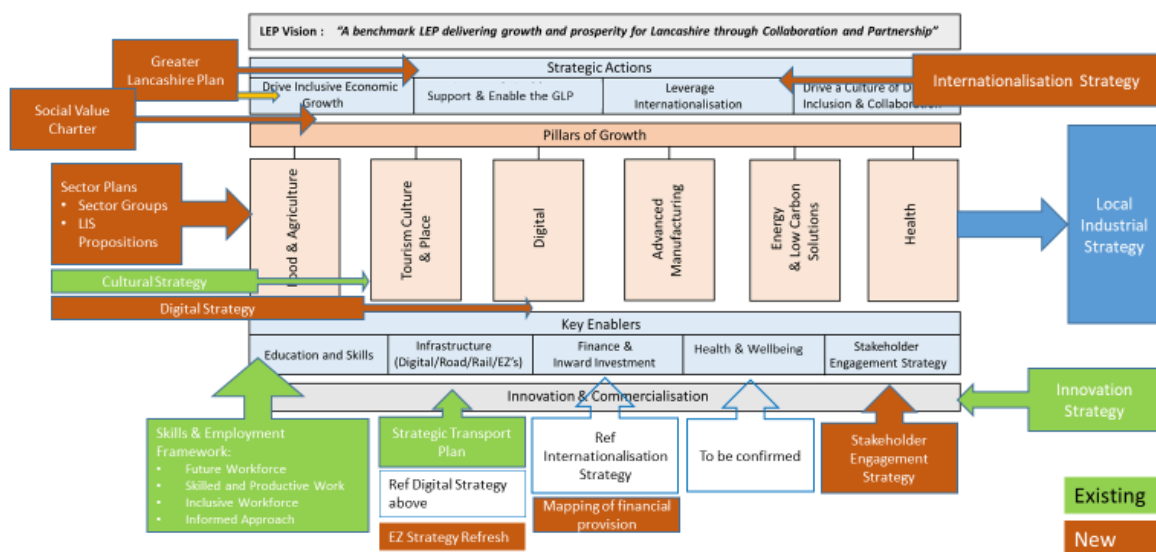 LEP Vision : "A benchmark LEP delivering growth and prosperity for Lancashire through Collaboration and Partnership"
Greater
Lancashire Plan
Strategic Actions
Internationalisation Strategy
Drive Inclusive Economic
Growth
Support & Enable the GLP
Leverage
Internationalisation
Drive a Culture of
Inclusion & Collaboration
Social Value
Charter
Pillars of Growth
Sector Plans
• Sector Groups
• LIS
Propositions
Food & Agriculture
Tourism Culture
& Place
Digital
Advanced
Manufacturing
Energy
& Low Carbon
Solutions
Health
Local
Industrial
Strategy
Cultural Strategy
Digital Strategy
Key Enablers
Education and Skills
Infrastructure
(Digital/Road/Rail/EZ's)
Finance &
Inward Investment
Health & Wellbeing
Stakeholder
Engagement Strategy
Innovation & Commercialisation
Innovation
Strategy
Skills & Employment
Framework:
• Future Workforce
• Skilled and Productive Work
• Inclusive Workforce
• Informed Approach
Strategic Transport
Plan
Ref Digital Strategy
above
EZ Strategy Refresh
Ref
Internationalisation
Strategy
Mapping of financial
provision
To be confirmed
Stakeholder
Engagement
Strategy
Existing
New